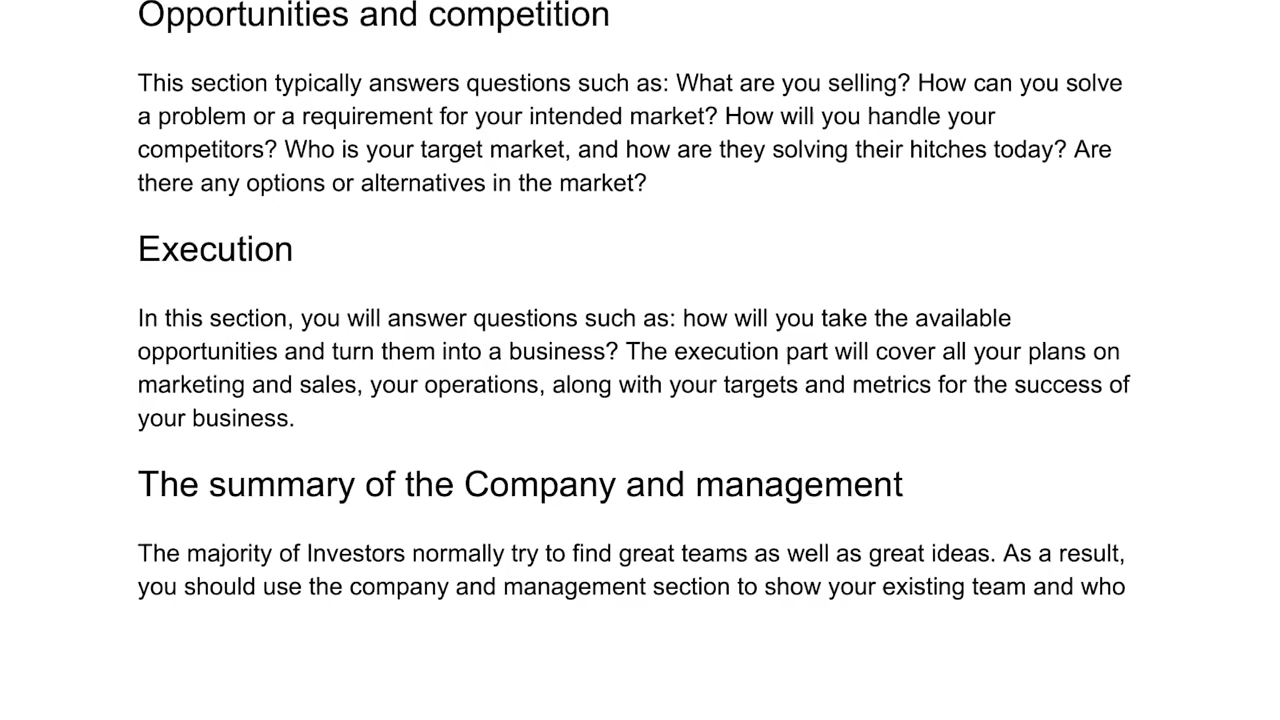 Opportunities and competition
This section typically answers questions such as: What are you selling? How can you solve
a problem or a requirement for your intended market? How will you handle your
competitors? Who is your target market, and how are they solving their hitches today? Are
there any options or alternatives in the market?
Execution
In this section, you will answer questions such as: how will you take the available
opportunities and turn them into a business? The execution part will cover all your plans on
marketing and sales, your operations, along with your targets and metrics for the success of
your business.
The summary of the Company and management
The majority of Investors normally try to find great teams as well as great ideas. As a result,
you should use the company and management section to show your existing team and who